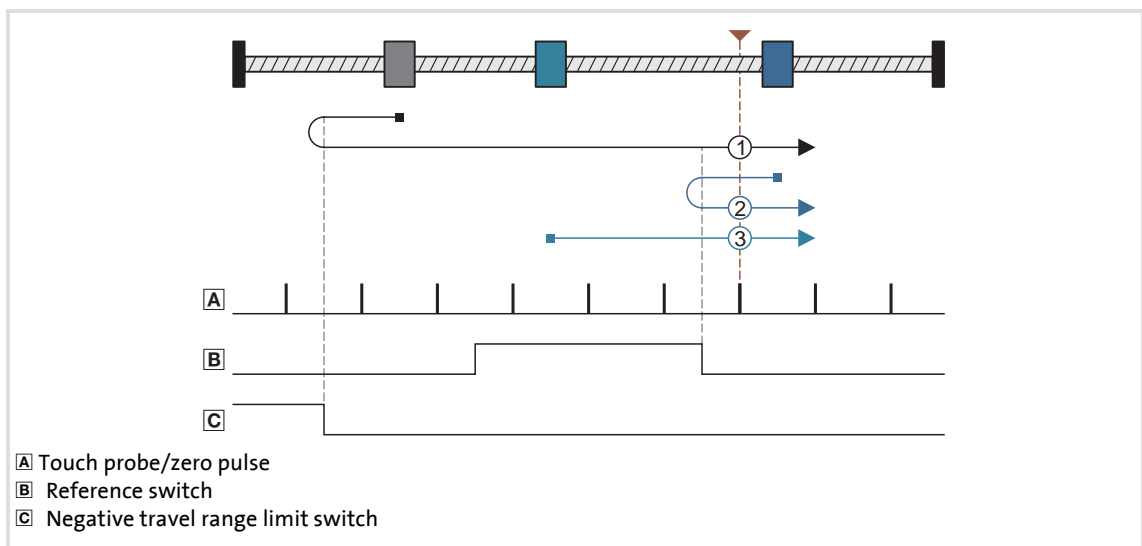 1
2
3
A
B
C
A Touch probe/zero pulse
B Reference switch
C Negative travel range limit switch